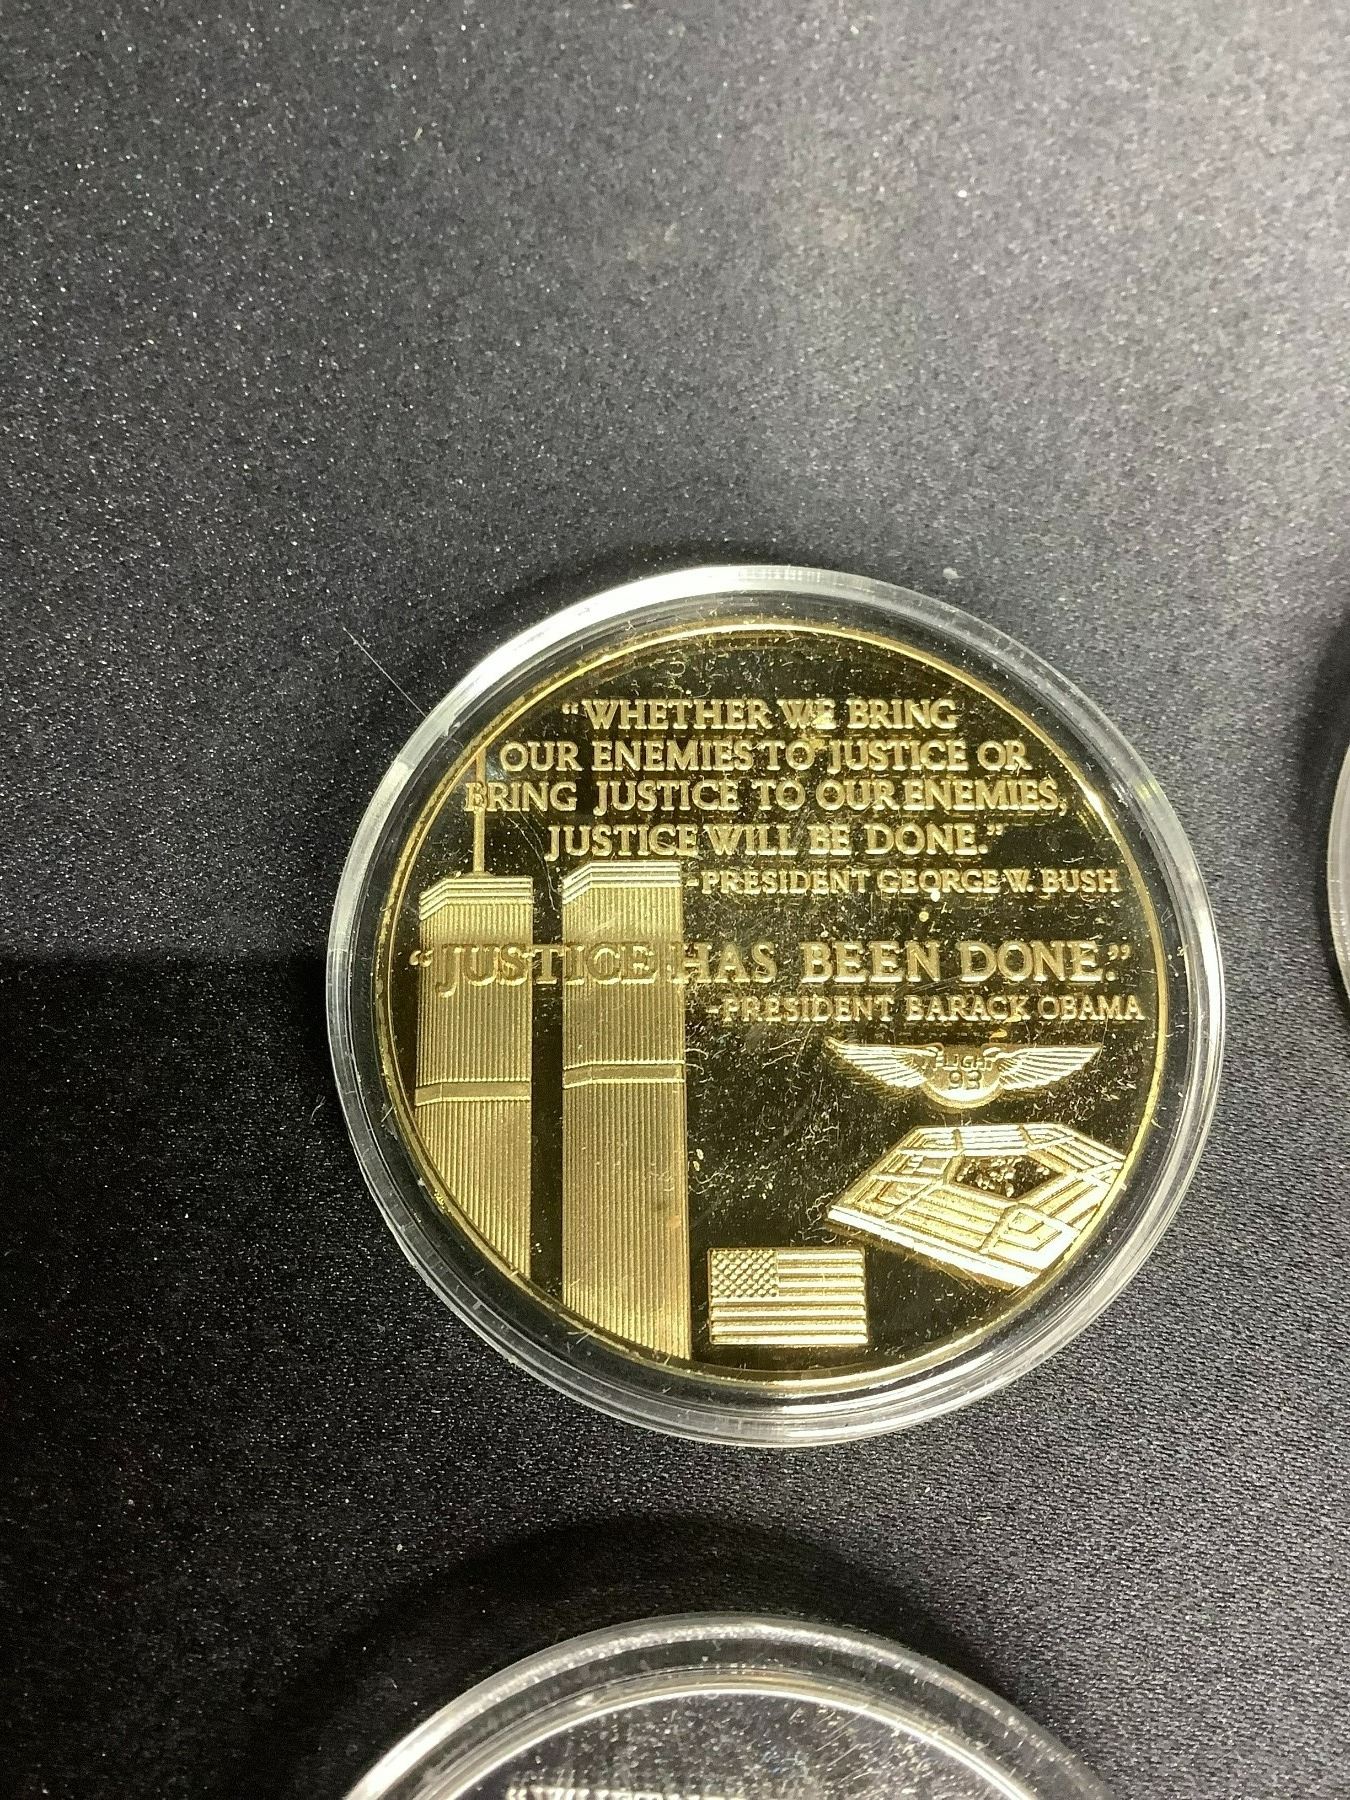 “WHETHER WE BRING
OUR ENEMIES TO JUSTICE OR
BRING JUSTICE TO OUR ENEMIES,
JUSTICE WILL BE DONE.”
-PRESIDENT GEORGE W. BUSH
“JUSTICE HAS BEEN DONE.”
-PRESIDENT BARACK OBAMA
FLIGHT
93